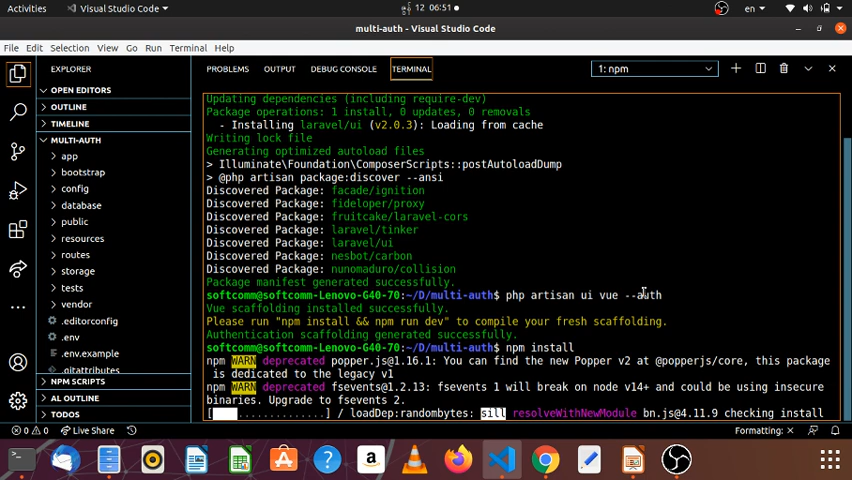 Activities
Visual Studio Code
12 06:51
en
multi-auth - Visual Studio Code
File Edit Selection View Go Run Terminal Help
EXPLORER
OPEN EDITORS
OUTLINE
TIMELINE
MULTI-AUTH
app
bootstrap
config
database
public
resources
routes
storage
tests
vendor
.editorconfig
.env
.env.example
.gitattributes
NPM SCRIPTS
AL OUTLINE
TODOS
PROBLEMS OUTPUT DEBUG CONSOLE TERMINAL
1: npm
Updating dependencies (including require-dev)
Package operations: 1 install, 0 updates, 0 removals
- Installing laravel/ui (v2.0.3): Loading from cache
Writing lock file
Generating optimized autoload files
> Illuminate\Foundation\ComposerScripts::postAutoloadDump
> @php artisan package:discover --ansi
Discovered Package: facade/ignition
Discovered Package: fideloper/proxy
Discovered Package: fruitcake/laravel-cors
Discovered Package: laravel/tinker
Discovered Package: laravel/ui
Discovered Package: nesbot/carbon
Discovered Package: nunomaduro/collision
Package manifest generated successfully.
softcomm@softcomm-Lenovo-G40-70:~/D/multi-auth$ php artisan ui vue --auth
Vue scaffolding installed successfully.
Please run "npm install && npm run dev" to compile your fresh scaffolding.
Authentication scaffolding generated successfully.
softcomm@softcomm-Lenovo-G40-70:~/D/multi-auth$ npm install
npm WARN deprecated popper.js@1.16.1: You can find the new Popper v2 at @popperjs/core, this package
is dedicated to the legacy v1
npm WARN deprecated fsevents@1.2.13: fsevents 1 will break on node v14+ and could be using insecure
binaries. Upgrade to fsevents 2.
[ ..............] / loadDep:randombytes: sill resolveWithNewModule bn.js@4.11.9 checking install
0 0 Live Share
Formatting: ×